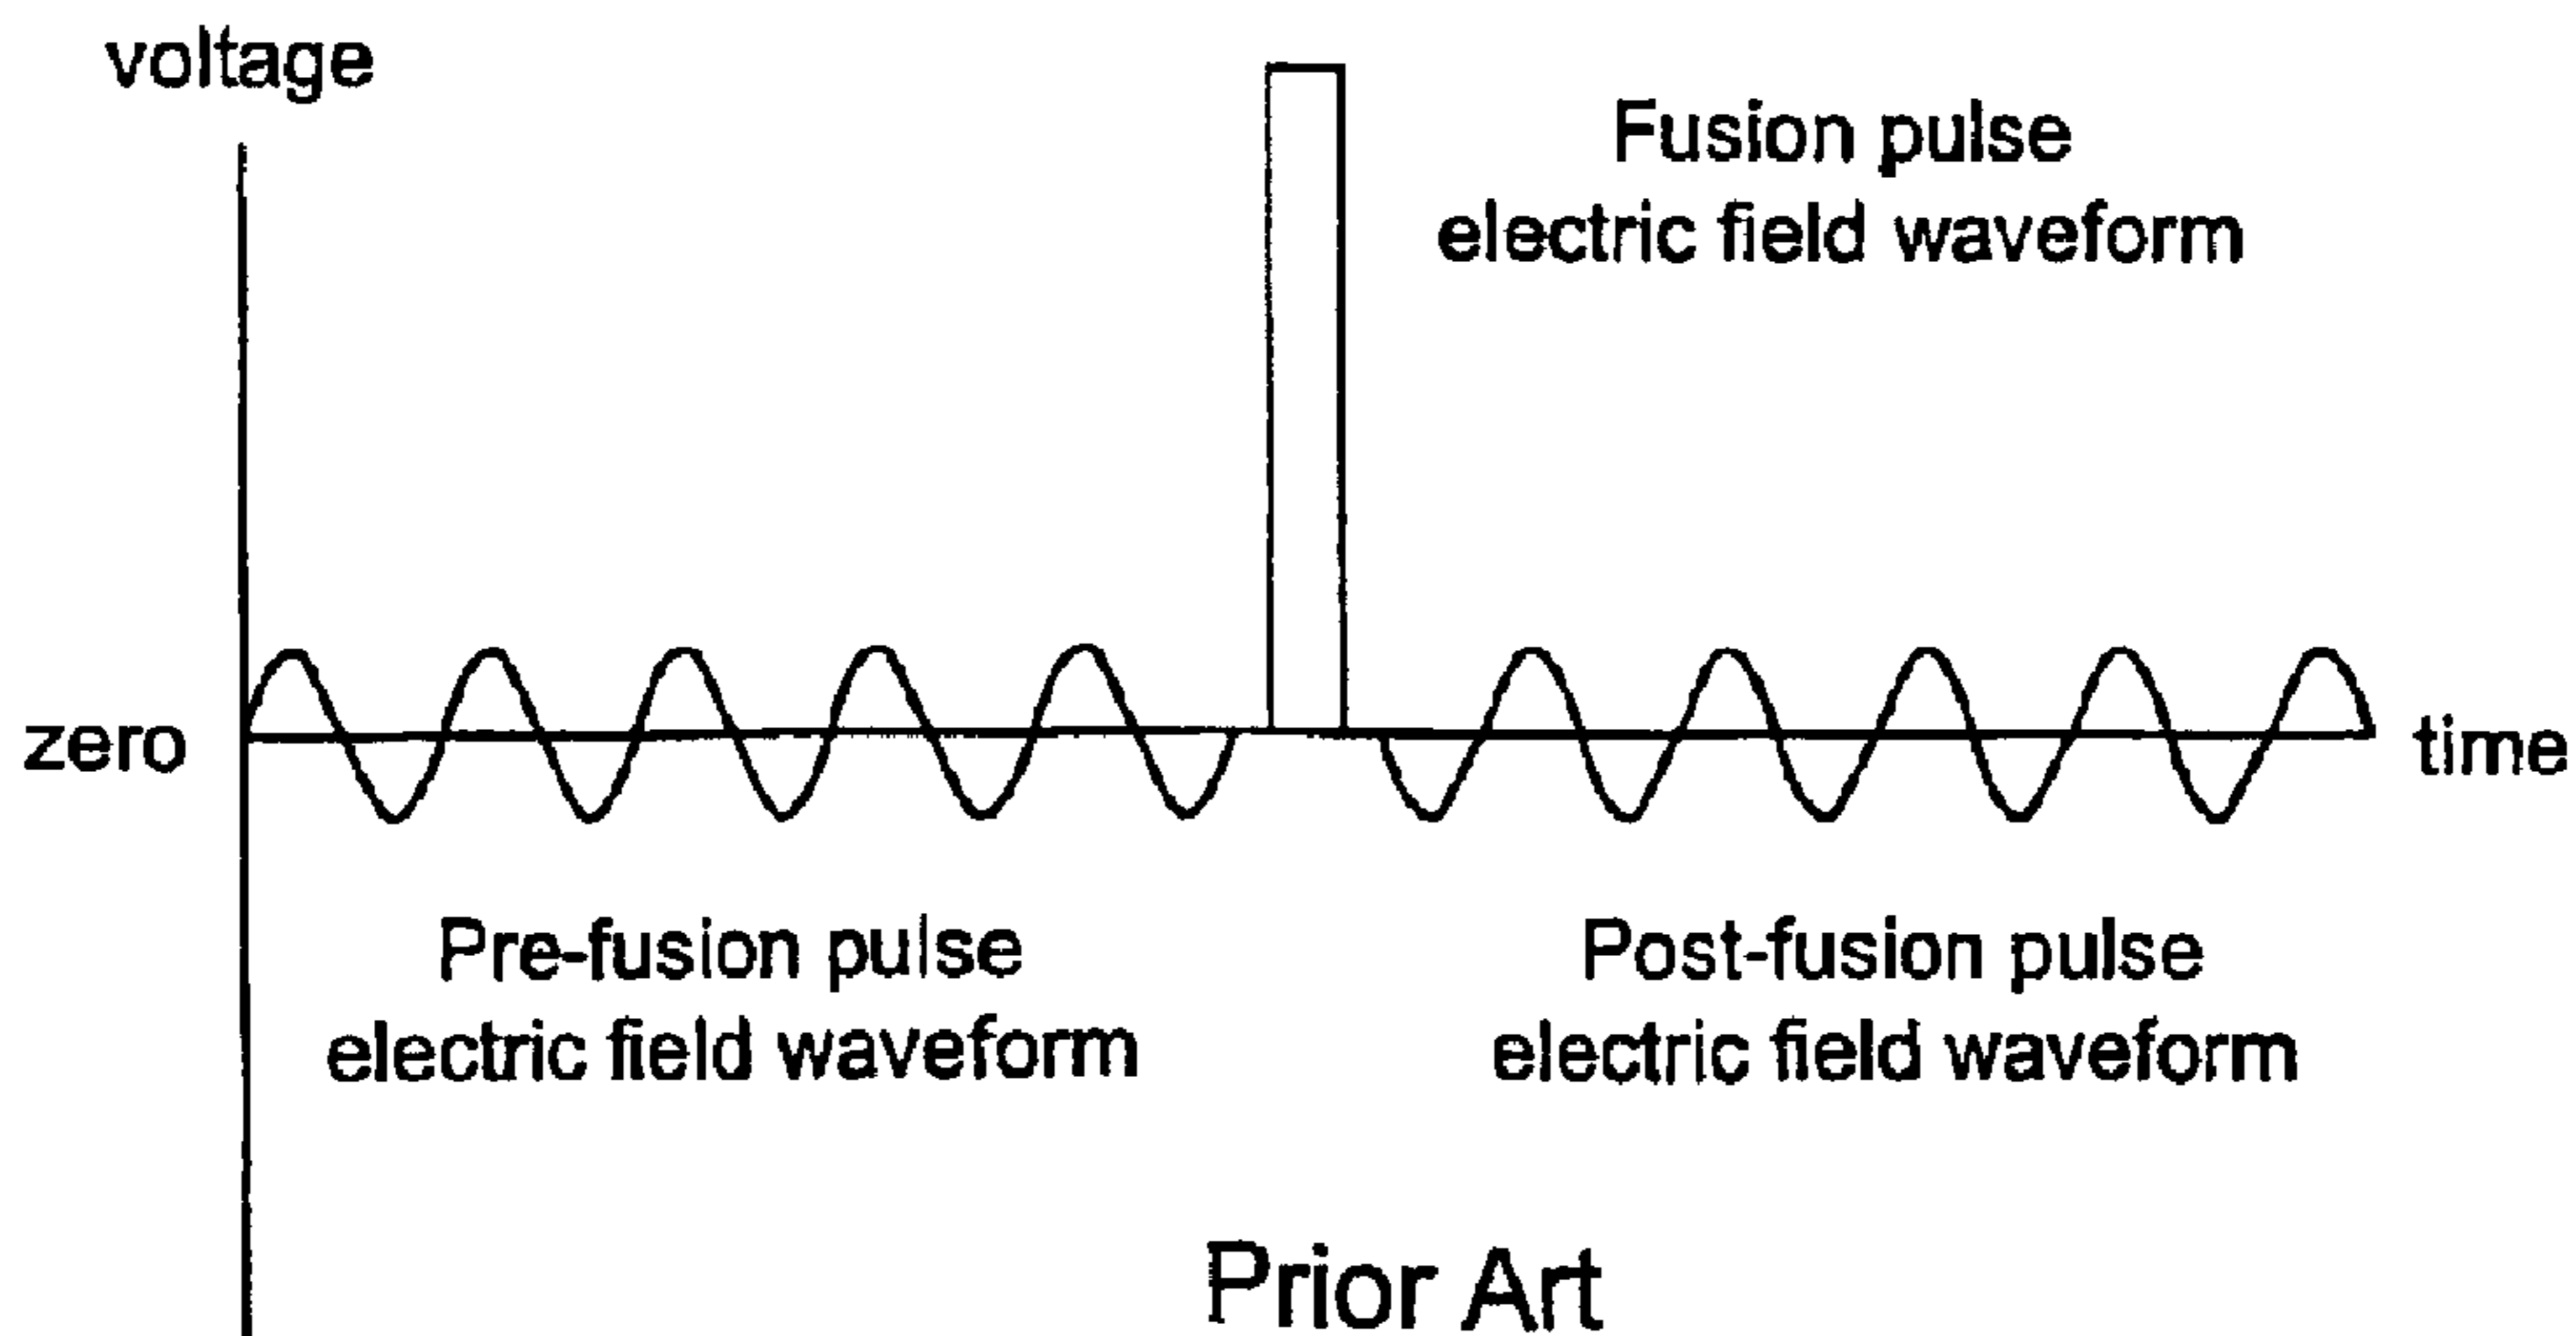 voltage
Fusion pulse
electric field waveform
zero
time
Pre-fusion pulse
electric field waveform
Post-fusion pulse
electric field waveform
Prior Art